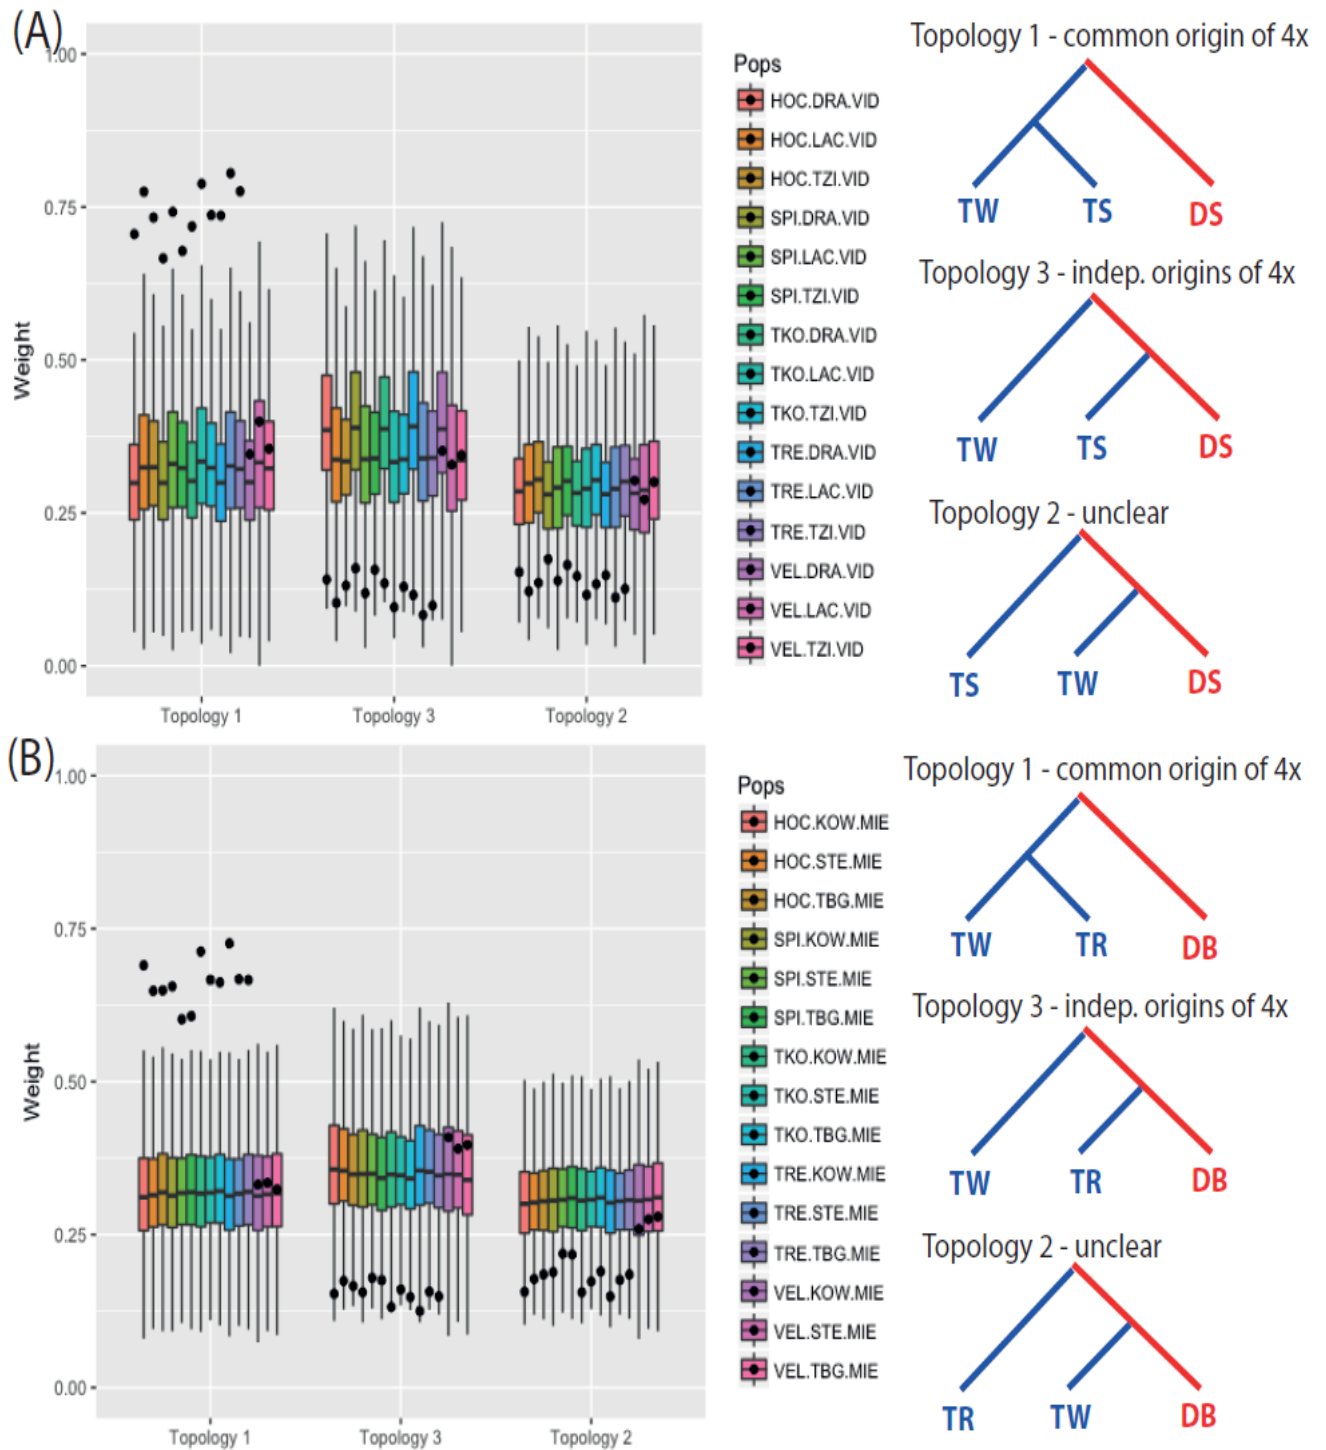 (A)
1.00
0.75
0.50
0.25
0.00
Weight
Topology 1
Topology 3
Topology 2
Pops
HOC.DRA.VID
HOC.LAC.VID
HOC.TZI.VID
SPI.DRA.VID
SPI.LAC.VID
SPI.TZI.VID
TKO.DRA.VID
TKO.LAC.VID
TKO.TZI.VID
TRE.DRA.VID
TRE.LAC.VID
TRE.TZI.VID
VEL.DRA.VID
VEL.LAC.VID
VEL.TZI.VID
Topology 1 - common origin of 4x
TW TS DS
Topology 3 - indep. origins of 4x
TW TS DS
Topology 2 - unclear
TS TW DS
(B)
1.00
0.75
0.50
0.25
0.00
Weight
Topology 1
Topology 3
Topology 2
Pops
HOC.KOW.MIE
HOC.STE.MIE
HOC.TBG.MIE
SPI.KOW.MIE
SPI.STE.MIE
SPI.TBG.MIE
TKO.KOW.MIE
TKO.STE.MIE
TKO.TBG.MIE
TRE.KOW.MIE
TRE.STE.MIE
TRE.TBG.MIE
VEL.KOW.MIE
VEL.STE.MIE
VEL.TBG.MIE
Topology 1 - common origin of 4x
TW TR DB
Topology 3 - indep. origins of 4x
TW TR DB
Topology 2 - unclear
TR TW DB